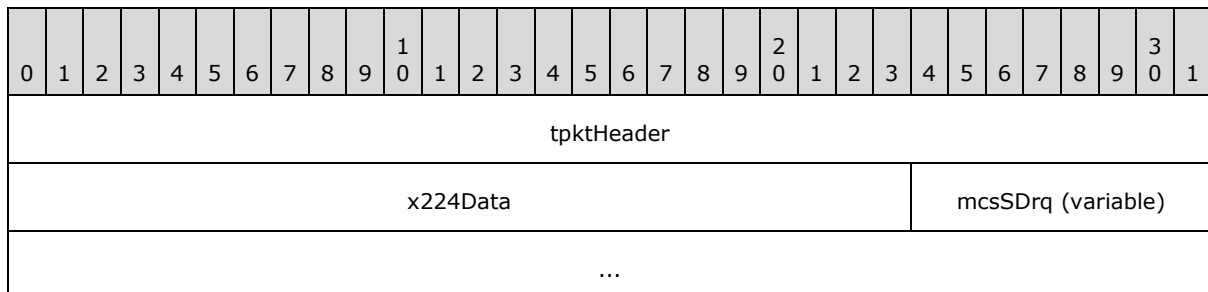 0 1 2 3 4 5 6 7 8 9 1 0 1 2 3 4 5 6 7 8 9 2 0 1 2 3 4 5 6 7 8 9 3 0 1
tpktHeader
x224Data mcsSDrq (variable)
...